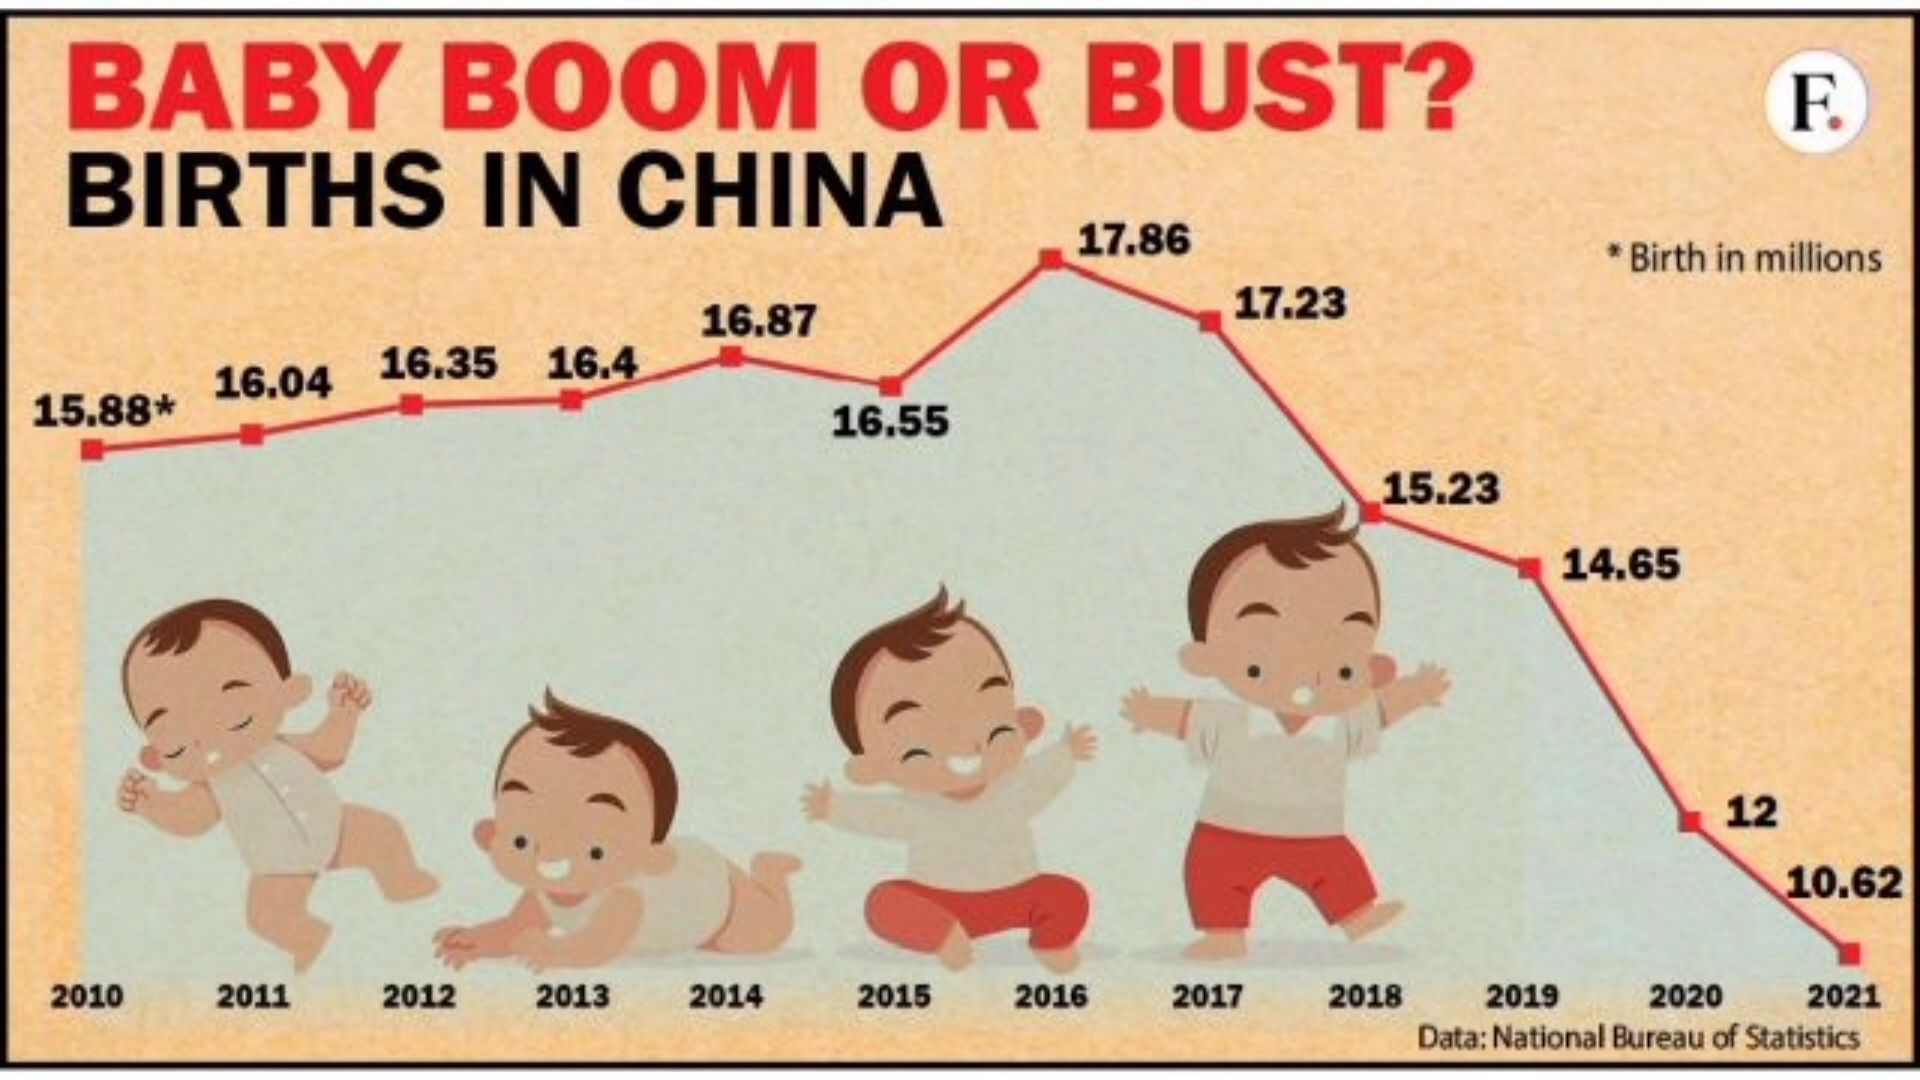 BABY BOOM OR BUST?
BIRTHS IN CHINA
F.
* Birth in millions
15.88*
16.04
16.35
16.4
16.87
16.55
17.86
17.23
15.23
14.65
12
10.62
2010 2011 2012 2013 2014 2015 2016 2017 2018 2019 2020 2021
Data: National Bureau of Statistics